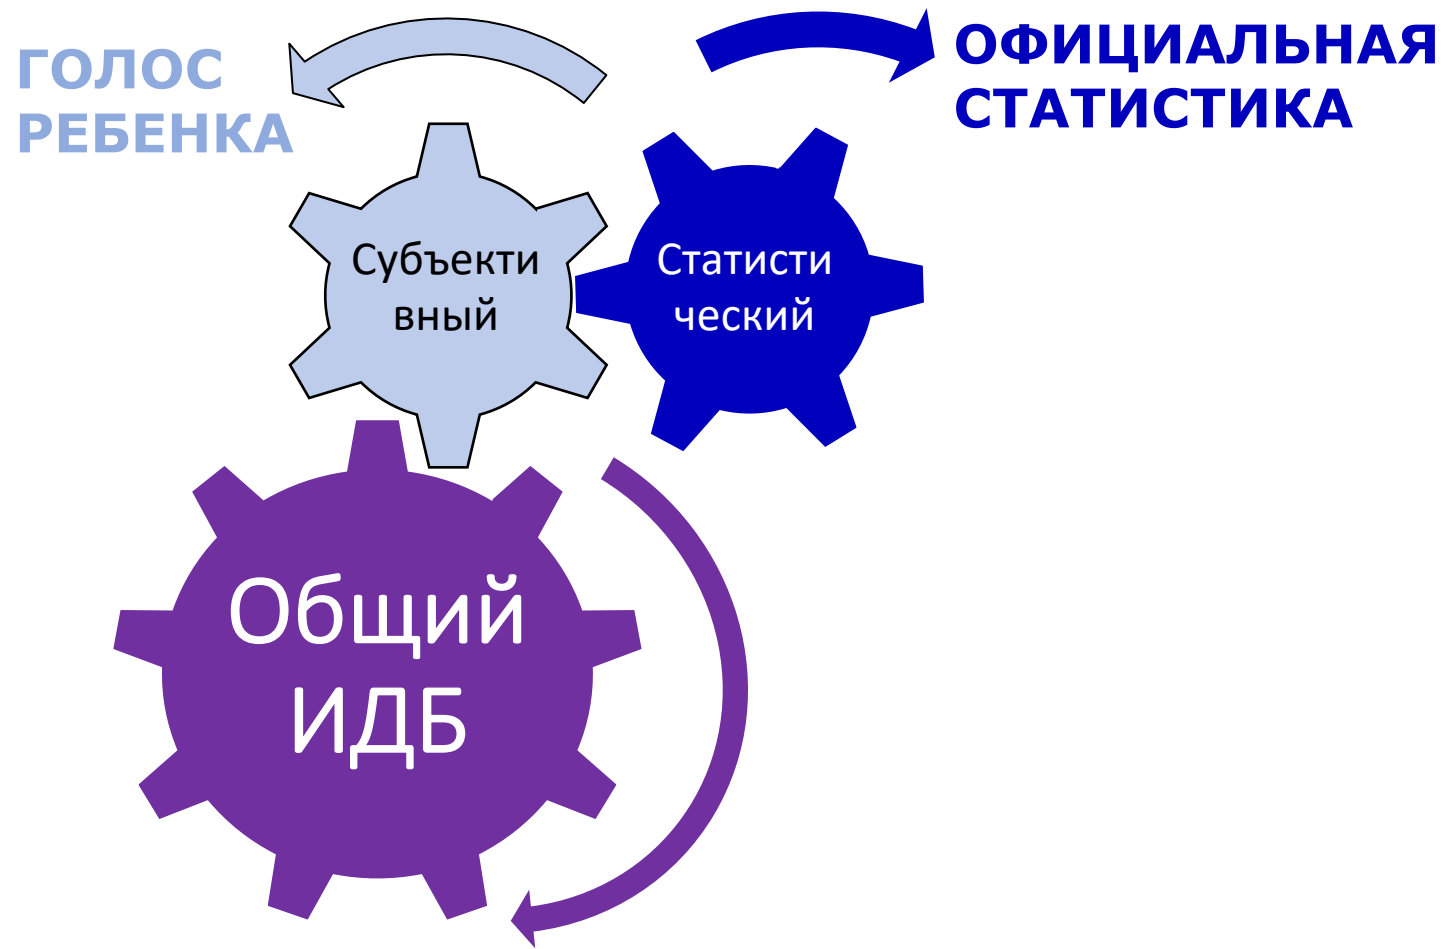 ГОЛОС
РЕБЕНКА
ОФИЦИАЛЬНАЯ
СТАТИСТИКА
Субъекти
вный
Статисти
ческий
Общий
ИДБ